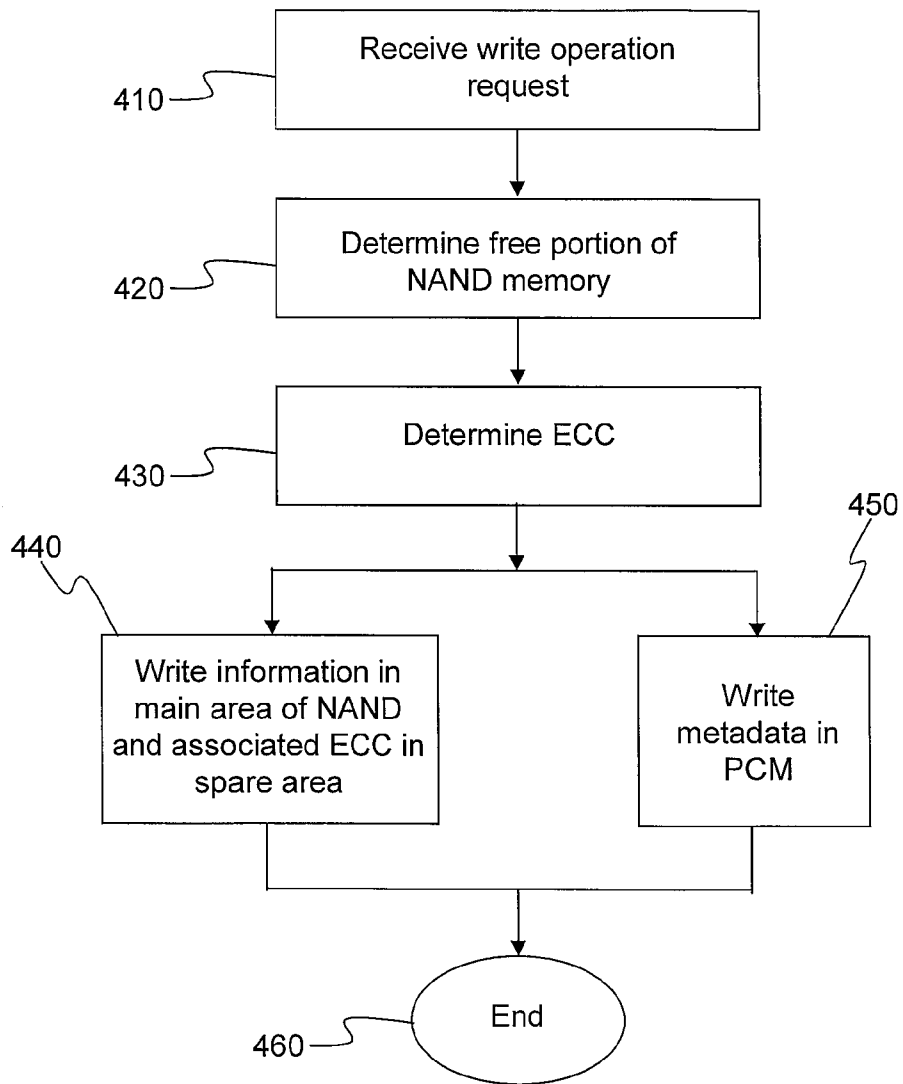 Receive write operation
request
410
Determine free portion of
NAND memory
420
Determine ECC
430
450
440
Write information in
main area of NAND
and associated ECC in
spare area
Write
metadata in
PCM
End
460